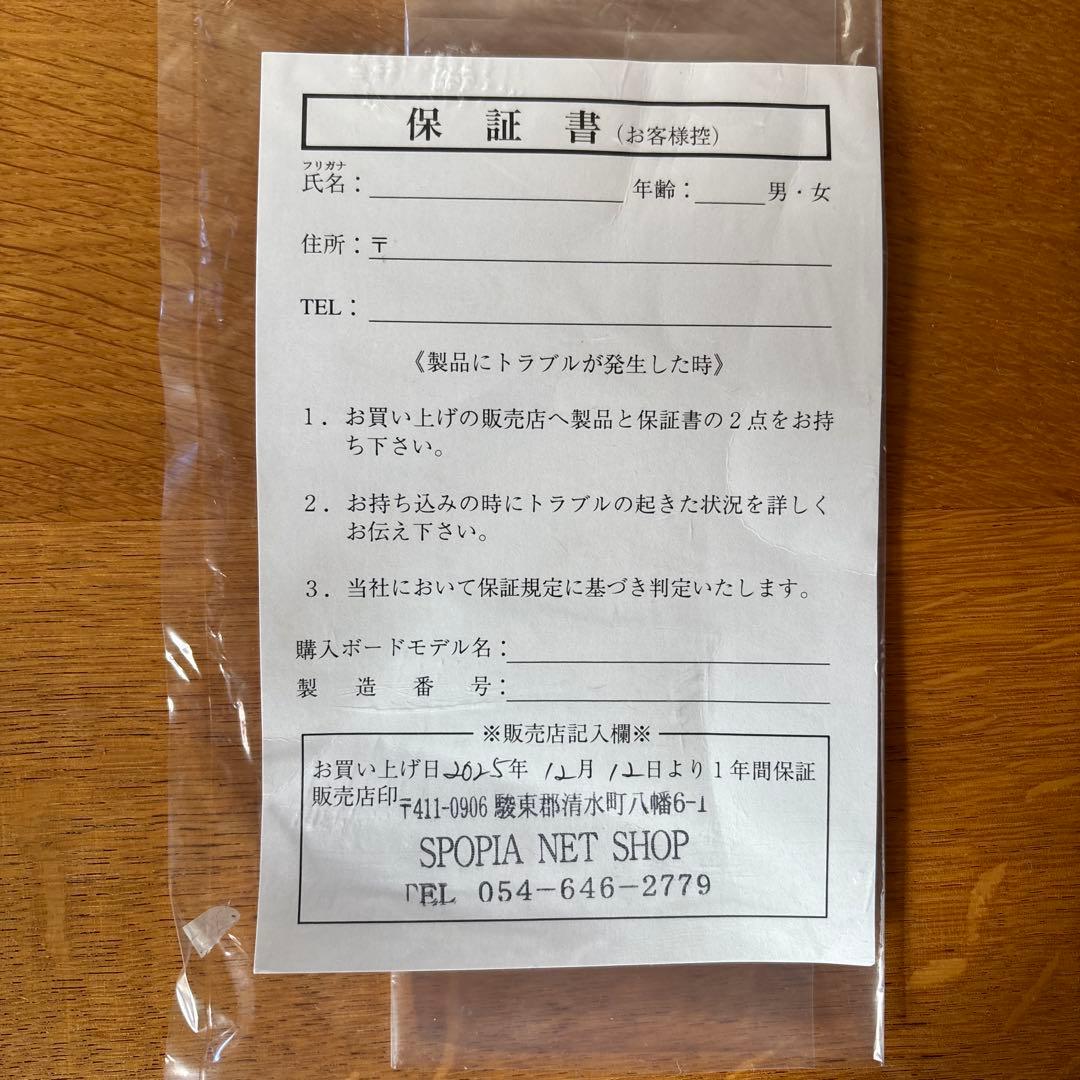 保証書(お客様控)
フリガナ
氏名： 年齢： 男・女
住所：〒
TEL：
《製品にトラブルが発生した時》
１．お買い上げの販売店へ製品と保証書の２点をお持
ち下さい。
２．お持ち込みの時にトラブルの起きた状況を詳しく
お伝え下さい。
３．当社において保証規定に基づき判定いたします。
購入ボードモデル名：
製造番号：
※販売店記入欄※
お買い上げ日2025年 12月 12日より１年間保証
販売店印
〒411-0906 駿東郡清水町八幡6-1
SPOPIA NET SHOP
TEL 054-646-2779